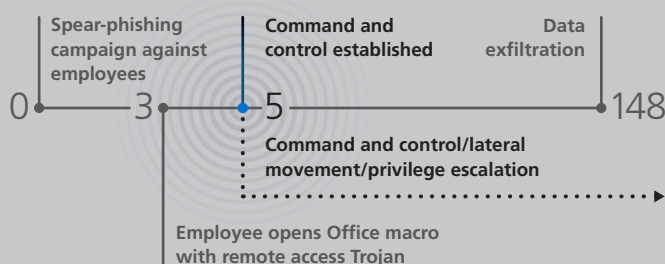 Spear-phishing
campaign against
employees
Command and
control established
Data
exfiltration
0
3
5
148
Command and control/lateral
movement/privilege escalation
Employee opens Office macro
with remote access Trojan